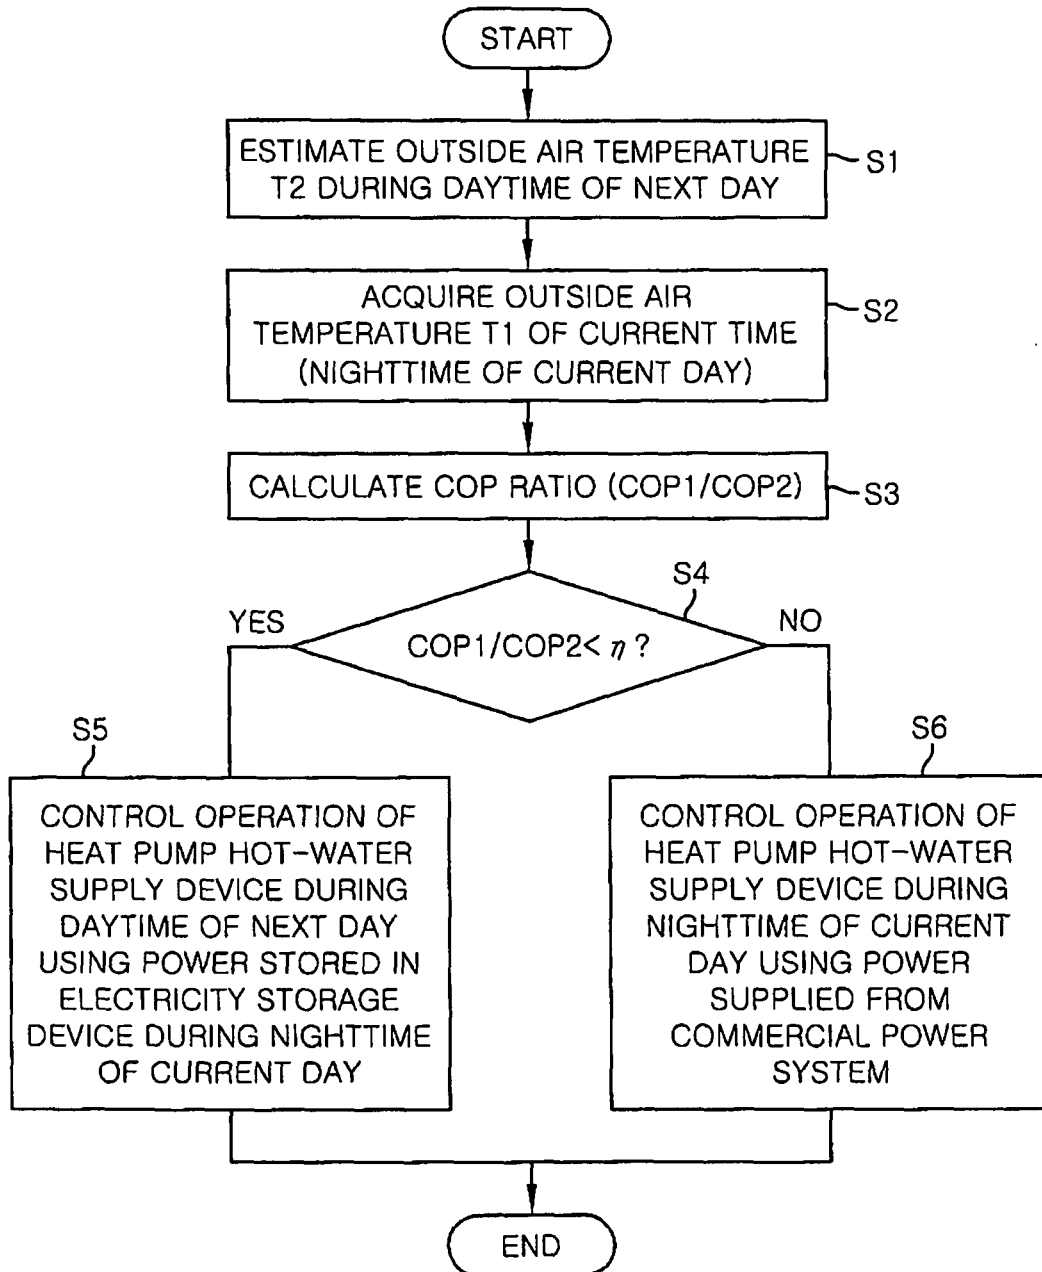 START
ESTIMATE OUTSIDE AIR TEMPERATURE
T2 DURING DAYTIME OF NEXT DAY
S1
ACQUIRE OUTSIDE AIR
TEMPERATURE T1 OF CURRENT TIME
(NIGHTTIME OF CURRENT DAY)
S2
CALCULATE COP RATIO (COP1/COP2)
S3
S4
YES
COP1/COP2< η ?
NO
S5
CONTROL OPERATION OF
HEAT PUMP HOT-WATER
SUPPLY DEVICE DURING
DAYTIME OF NEXT DAY
USING POWER STORED IN
ELECTRICITY STORAGE
DEVICE DURING NIGHTTIME
OF CURRENT DAY
S6
CONTROL OPERATION OF
HEAT PUMP HOT-WATER
SUPPLY DEVICE DURING
NIGHTTIME OF CURRENT
DAY USING POWER
SUPPLIED FROM
COMMERCIAL POWER
SYSTEM
END